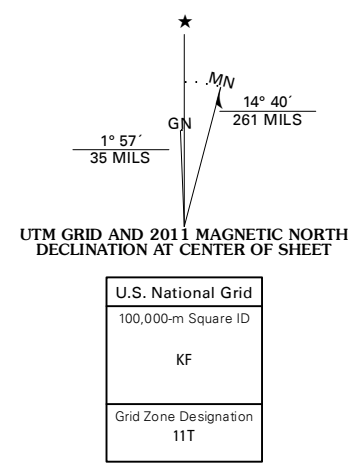 MN
14° 40´
261 MILS
GN
1° 57´
35 MILS
UTM GRID AND 2011 MAGNETIC NORTH
DECLINATION AT CENTER OF SHEET
U.S. National Grid
100,000-m Square ID
KF
Grid Zone Designation
11T